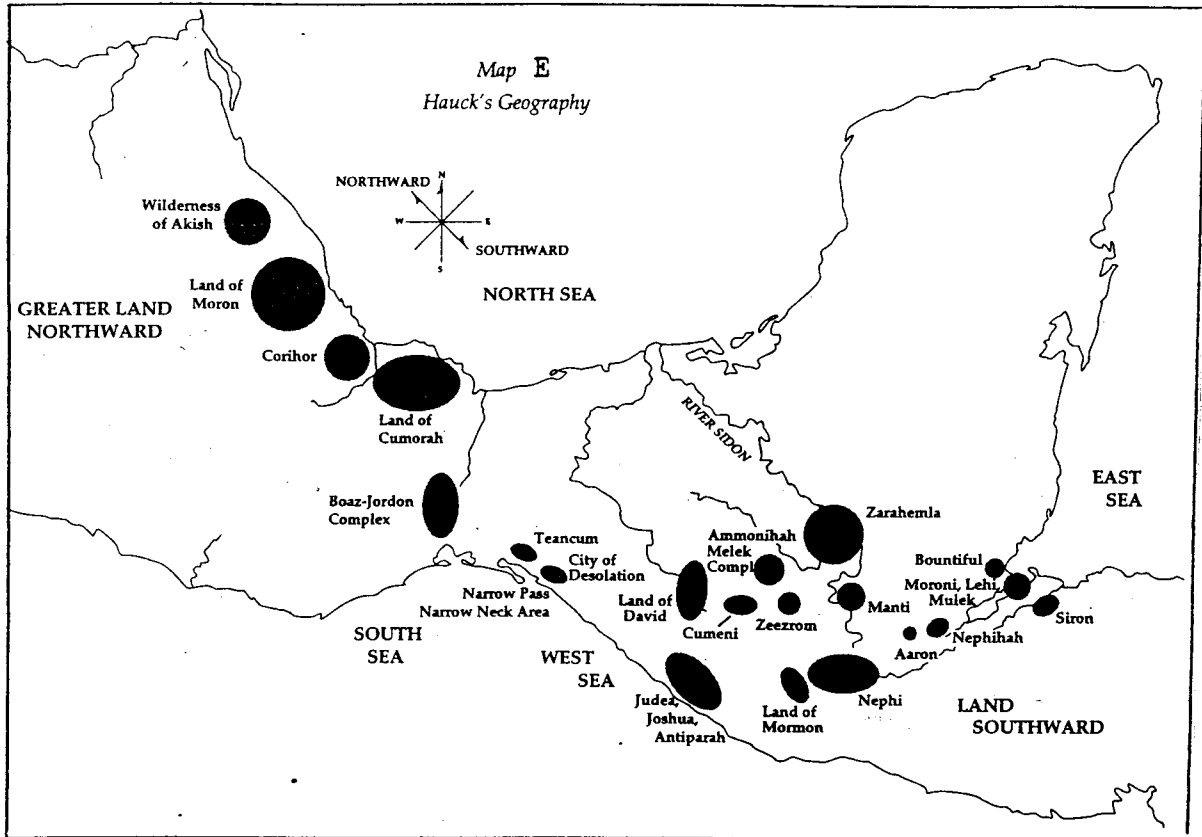 Map E
Hauck's Geography
N
NORTHWARD
W
E
SOUTHWARD
S
Wilderness
of Akish
Land of
Moron
GREATER LAND
NORTHWARD
NORTH SEA
Corihor
Land of
Cumorah
RIVER SIDON
Boaz-Jordon
Complex
EAST
SEA
Zarahemla
Teancum
City of
Desolation
Ammonihah
Melek
Compl
Bountiful
Moroni, Lehi,
Mulek
Narrow Pass
Narrow Neck Area
Land of
David
Cumeni
Zeezrom
Manti
Siron
Nephihah
Aaron
SOUTH
SEA
WEST
SEA
Judea,
Joshua,
Antiparah
Land of
Mormon
Nephi
LAND
SOUTHWARD